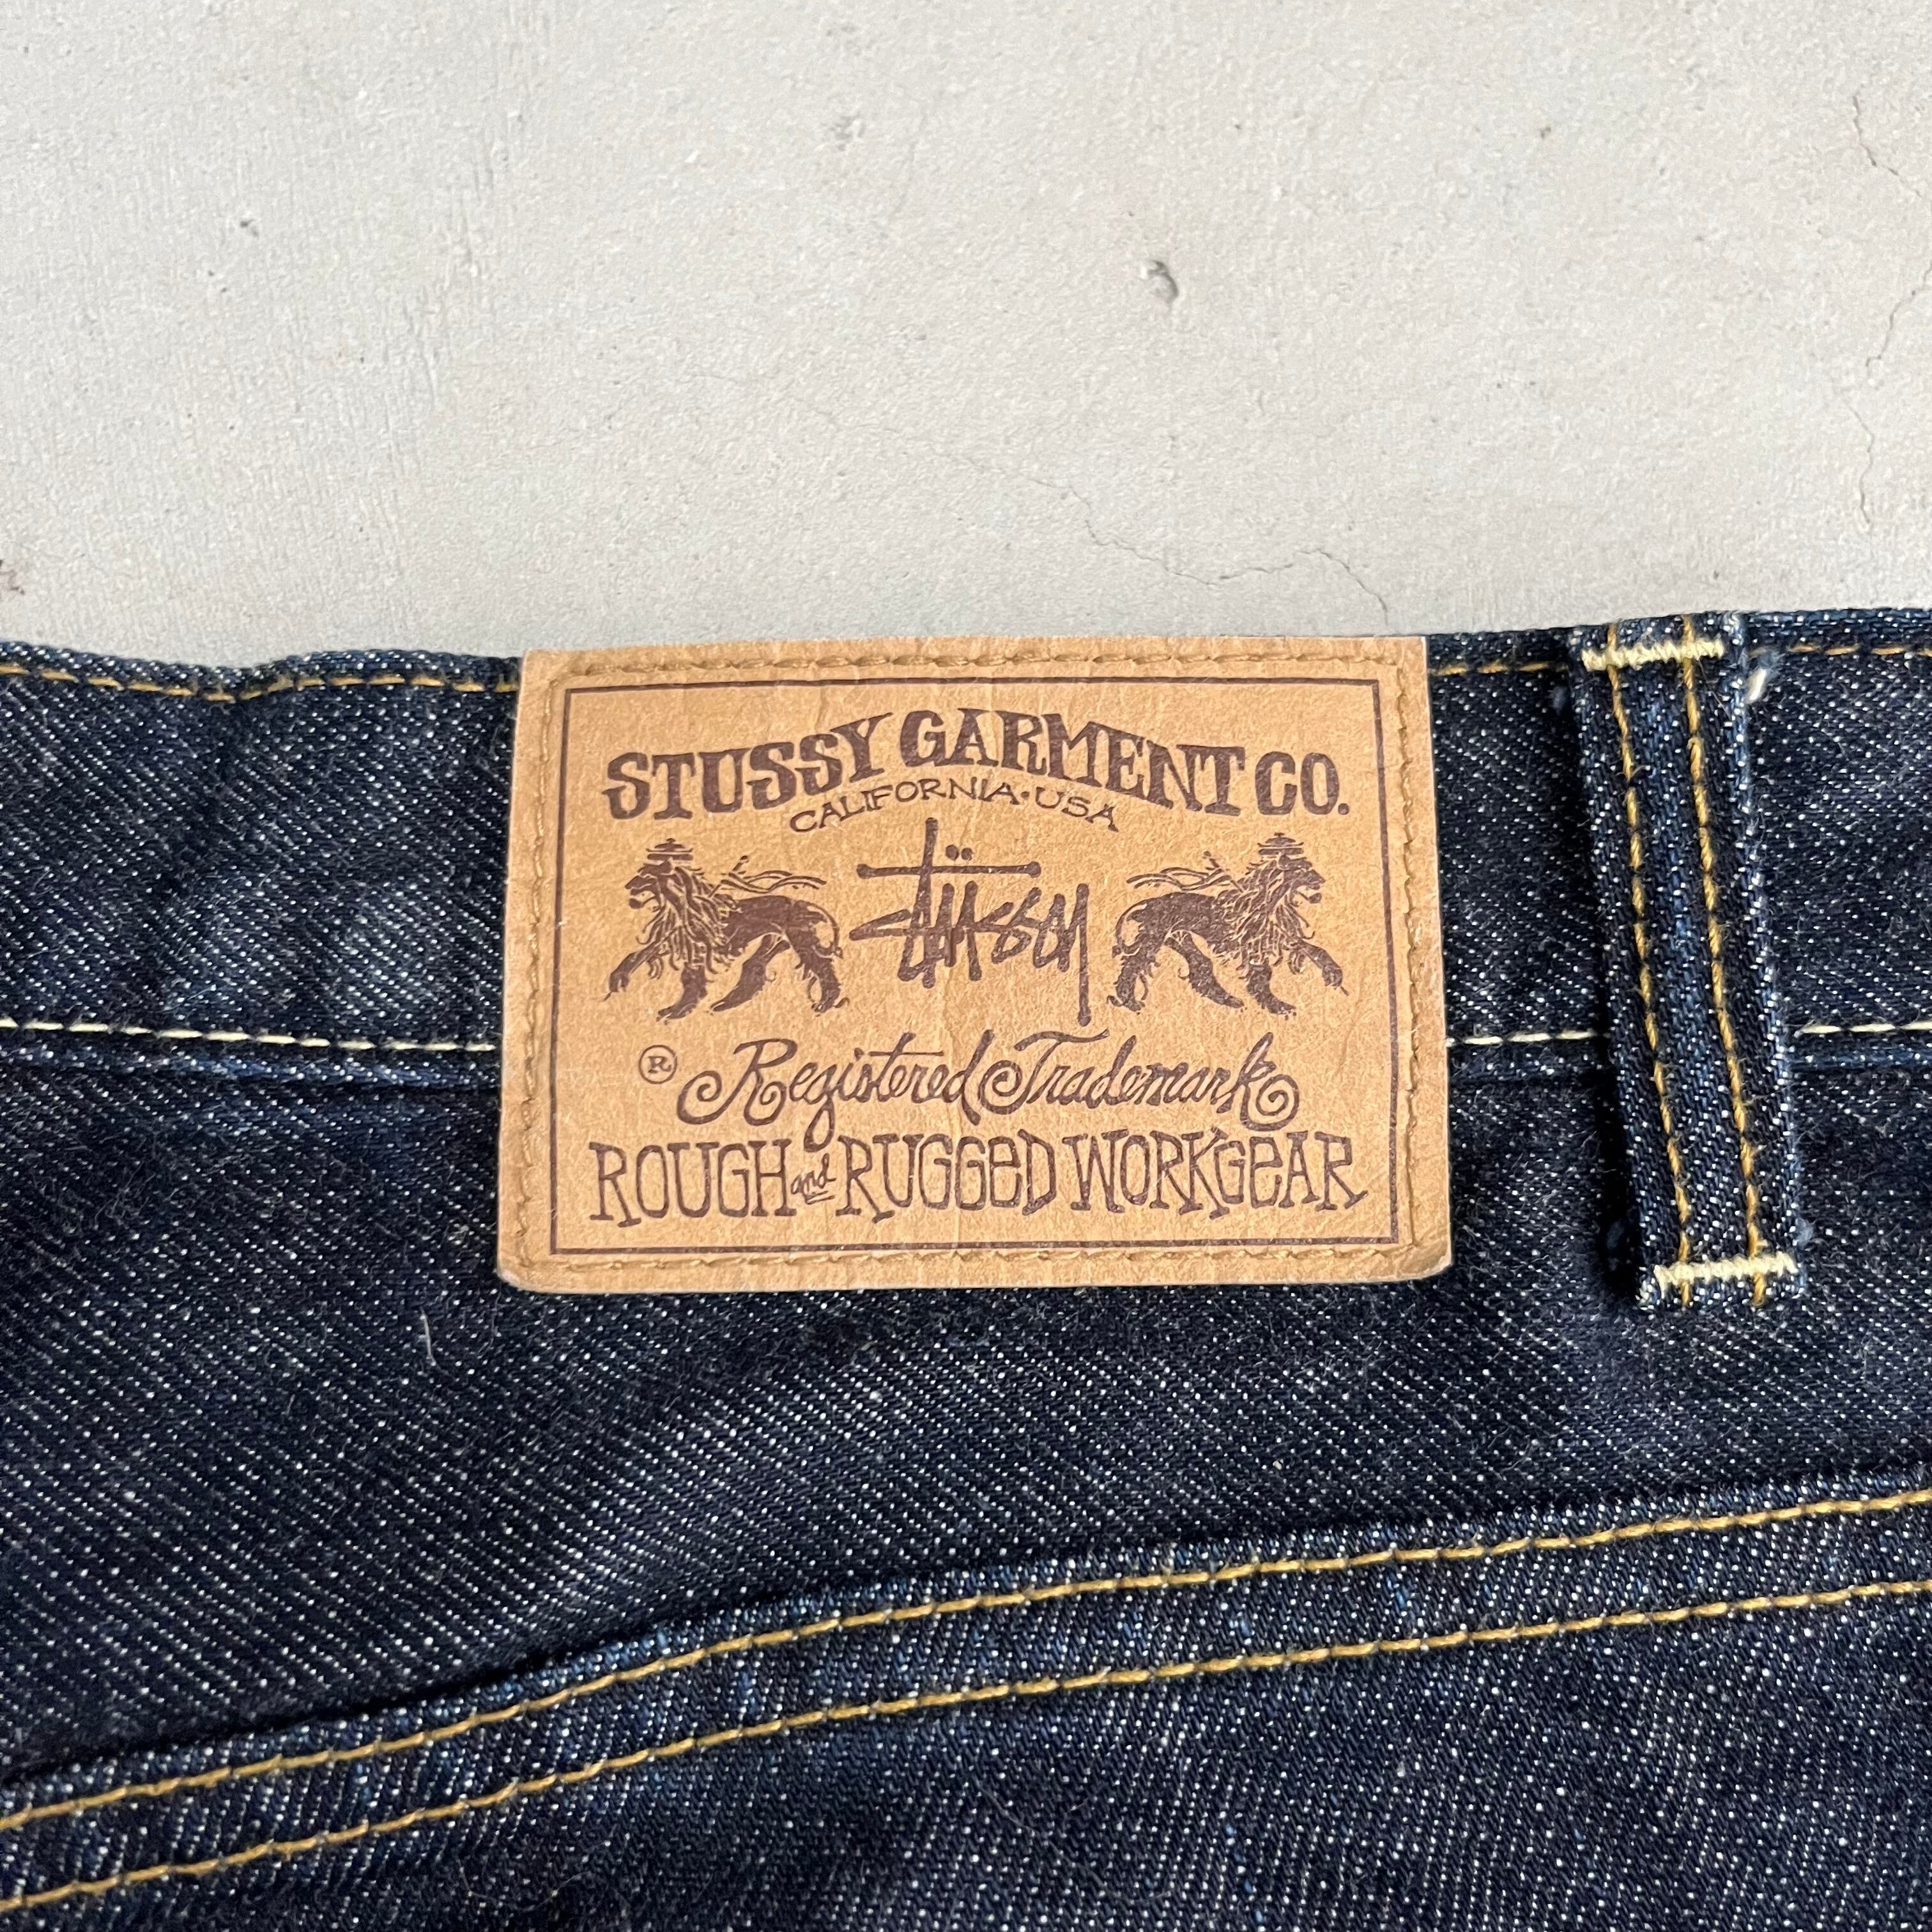 STUSSY GARMENT CO.
CALIFORNIA•USA
Stüssy
® Registered Trademark
ROUGH and RUGGED WORKGEAR